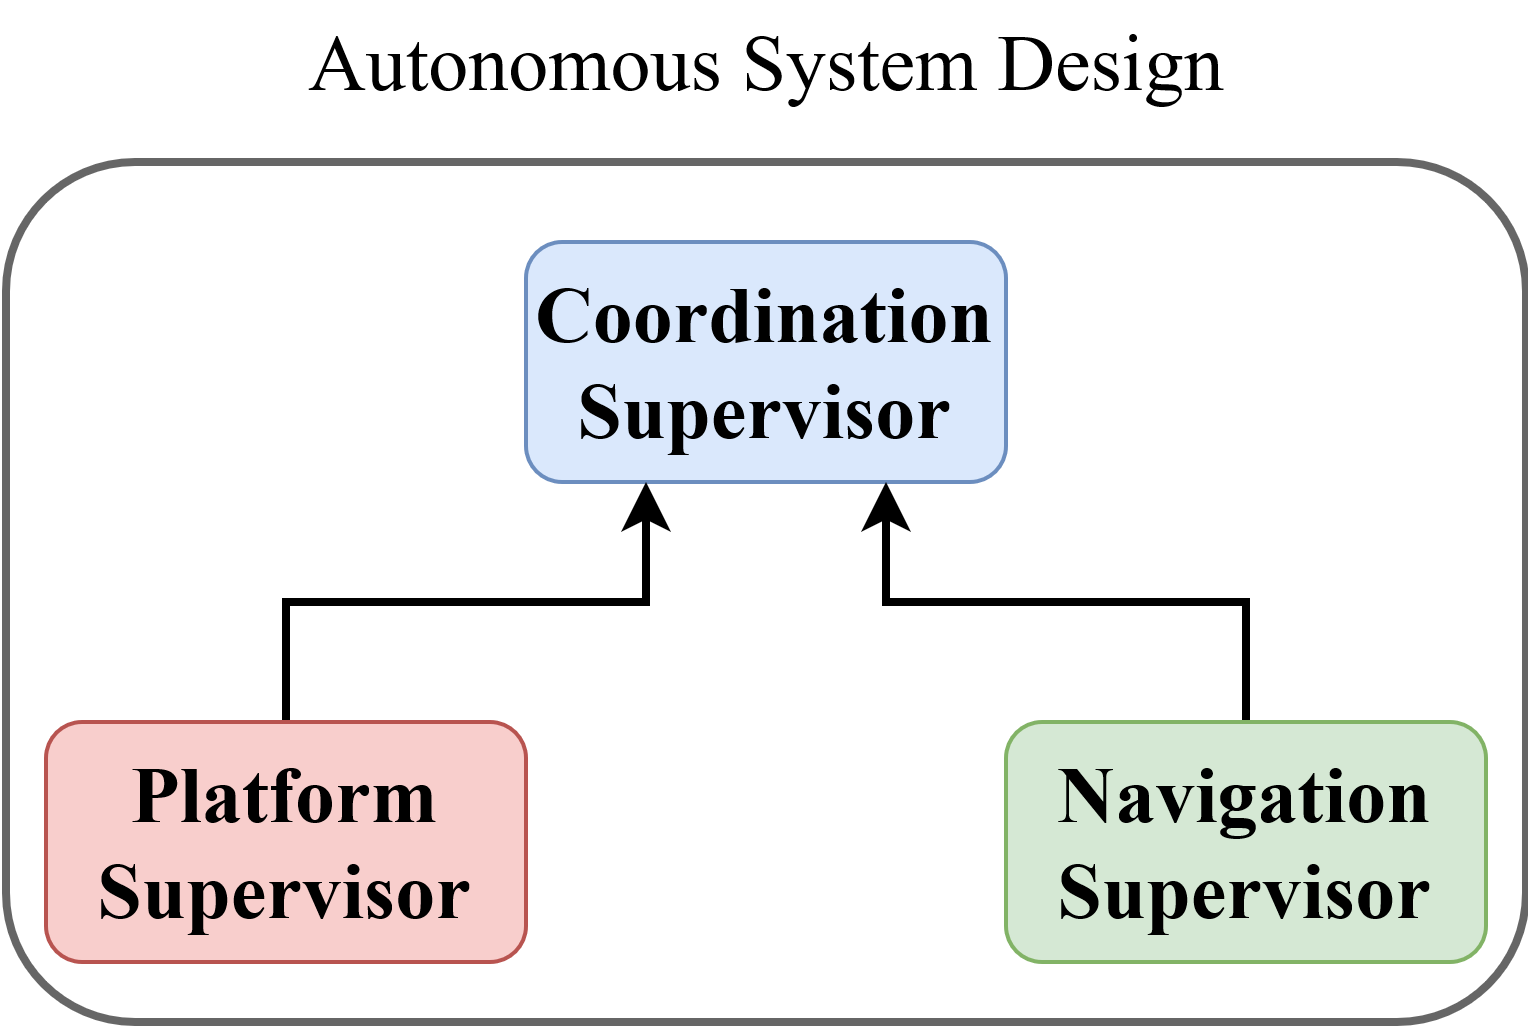 Autonomous System Design
Coordination
Supervisor
Platform
Supervisor
Navigation
Supervisor